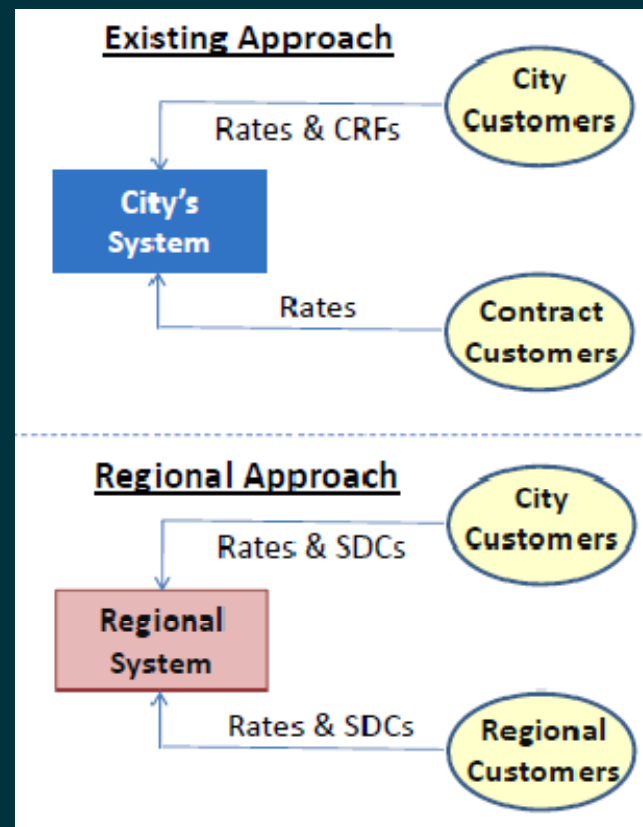 Existing Approach
City
Customers
Rates & CRFs
City's
System
Rates
Contract
Customers
Regional Approach
City
Customers
Rates & SDCs
Regional
System
Rates & SDCs
Regional
Customers